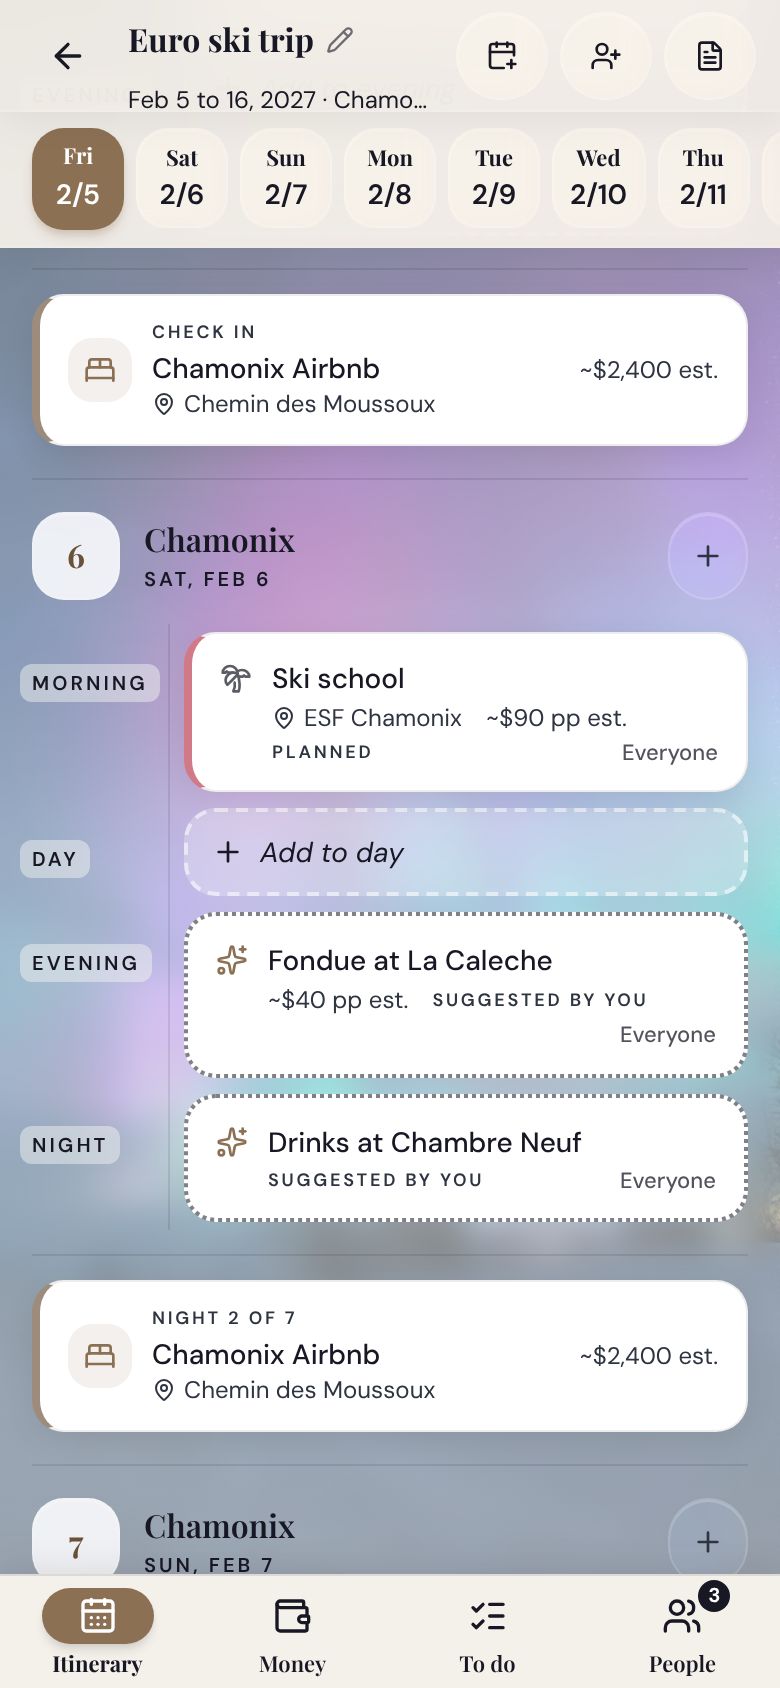 Euro ski trip
Feb 5 to 16, 2027 · Chamo...
EVENING
Fri
2/5
Sat
2/6
Sun
2/7
Mon
2/8
Tue
2/9
Wed
2/10
Thu
2/11
CHECK IN
Chamonix Airbnb
~$2,400 est.
Chemin des Moussoux
6
Chamonix
SAT, FEB 6
MORNING
Ski school
ESF Chamonix ~$90 pp est.
PLANNED Everyone
DAY
Add to day
EVENING
Fondue at La Caleche
~$40 pp est. SUGGESTED BY YOU
Everyone
NIGHT
Drinks at Chambre Neuf
SUGGESTED BY YOU Everyone
NIGHT 2 OF 7
Chamonix Airbnb
~$2,400 est.
Chemin des Moussoux
7
Chamonix
SUN, FEB 7
3
Itinerary
Money
To do
People